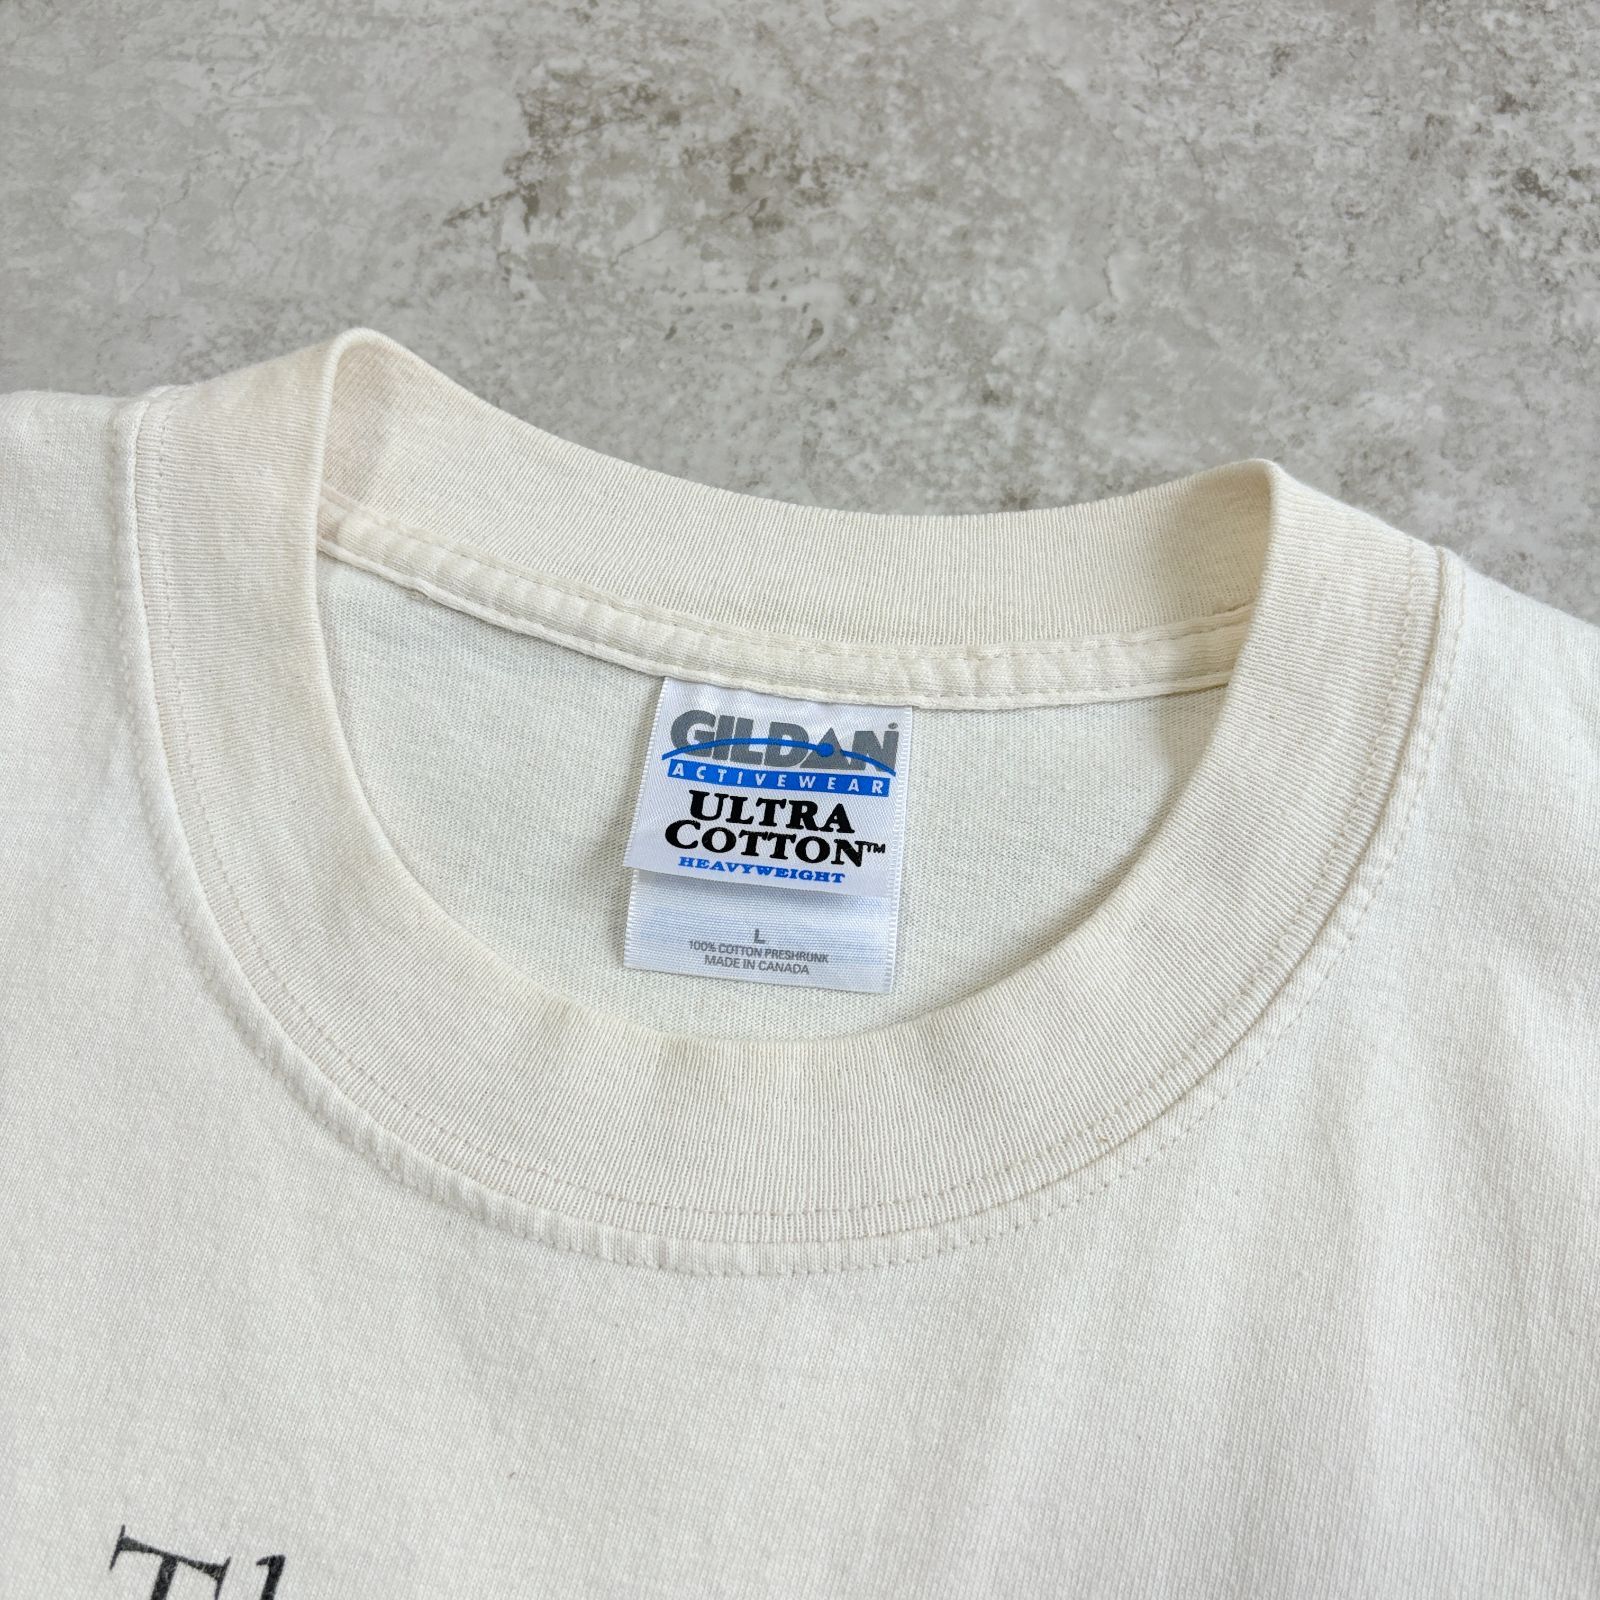 GILDAN
ACTIVEWEAR
ULTRA
COTTON™
HEAVYWEIGHT
L
100% COTTON PRESHRUNK
MADE IN CANADA